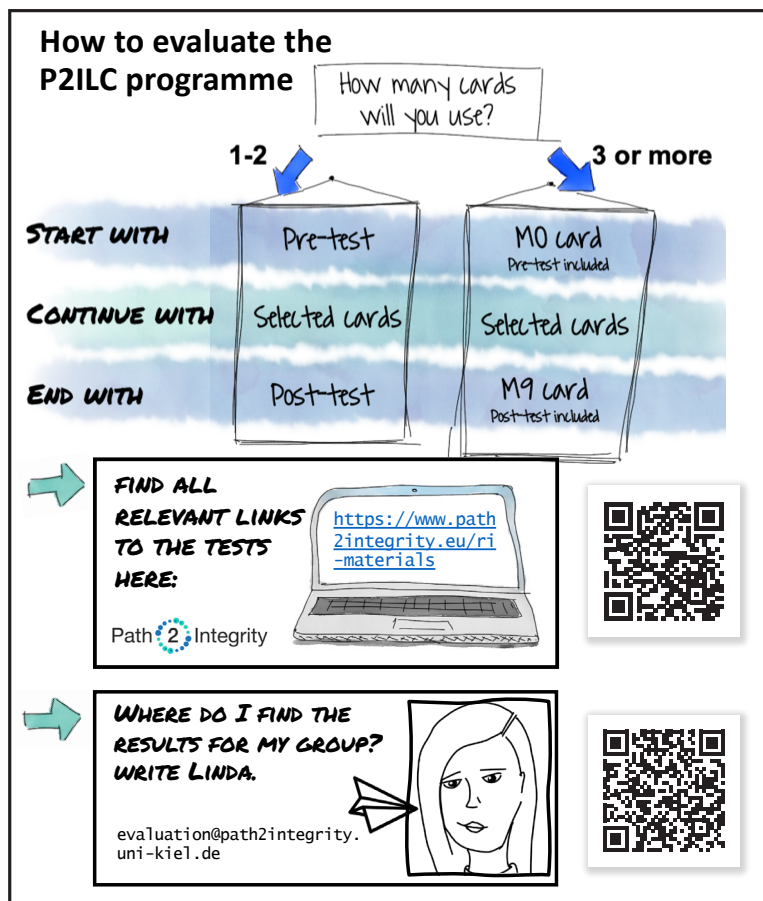 How to evaluate the
P2ILC programme
How many cards
will you use?
1-2
3 or more
START WITH
Pre-test
M0 card
Pre-test included
CONTINUE WITH
Selected cards
Selected cards
END WITH
Post-test
M9 card
Post-test included
FIND ALL
RELEVANT LINKS
TO THE TESTS
HERE:
https://www.path
2integrity.eu/ri
-materials
Path 2 Integrity
WHERE DO I FIND THE
RESULTS FOR MY GROUP?
WRITE LINDA.
evaluation@path2integrity.
uni-kiel.de